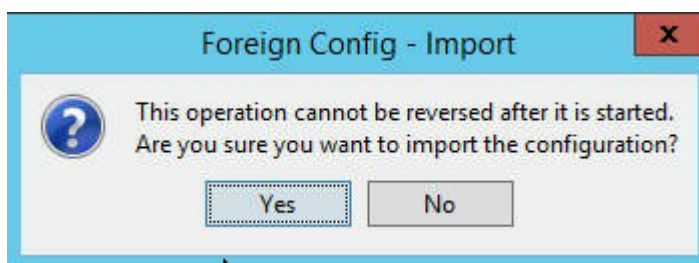 Foreign Config - Import
x
This operation cannot be reversed after it is started.
Are you sure you want to import the configuration?
Yes No